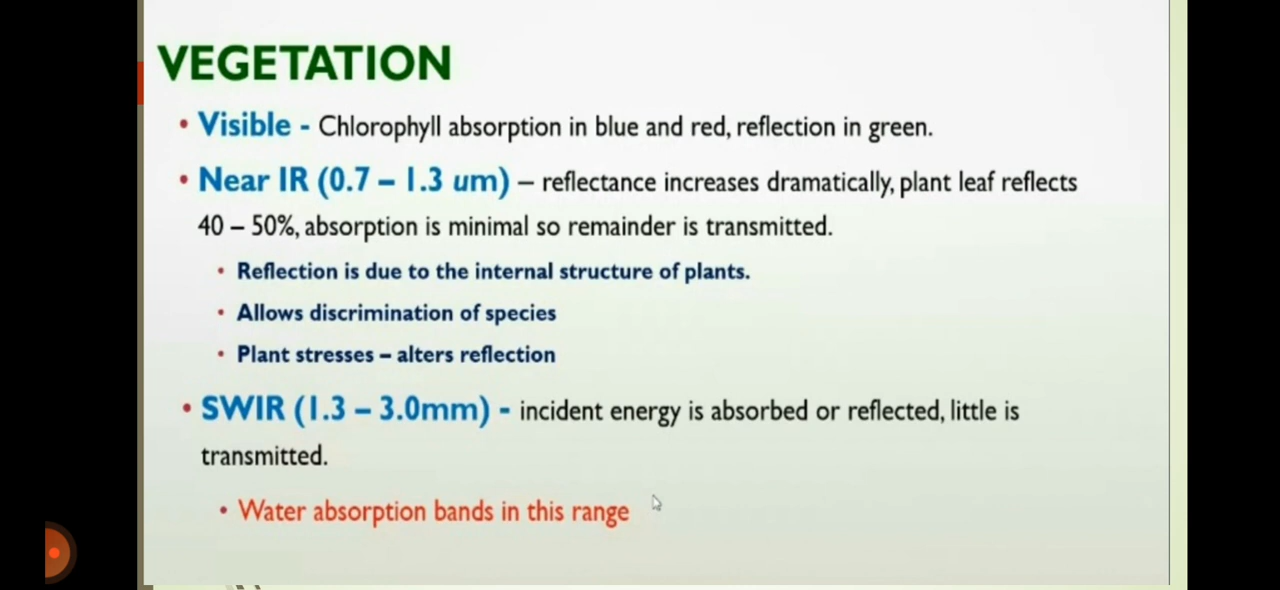 VEGETATION
• Visible - Chlorophyll absorption in blue and red, reflection in green.
• Near IR (0.7 – 1.3 um) – reflectance increases dramatically, plant leaf reflects
40 – 50%, absorption is minimal so remainder is transmitted.
• Reflection is due to the internal structure of plants.
• Allows discrimination of species
• Plant stresses – alters reflection
• SWIR (1.3 – 3.0mm) - incident energy is absorbed or reflected, little is
transmitted.
• Water absorption bands in this range